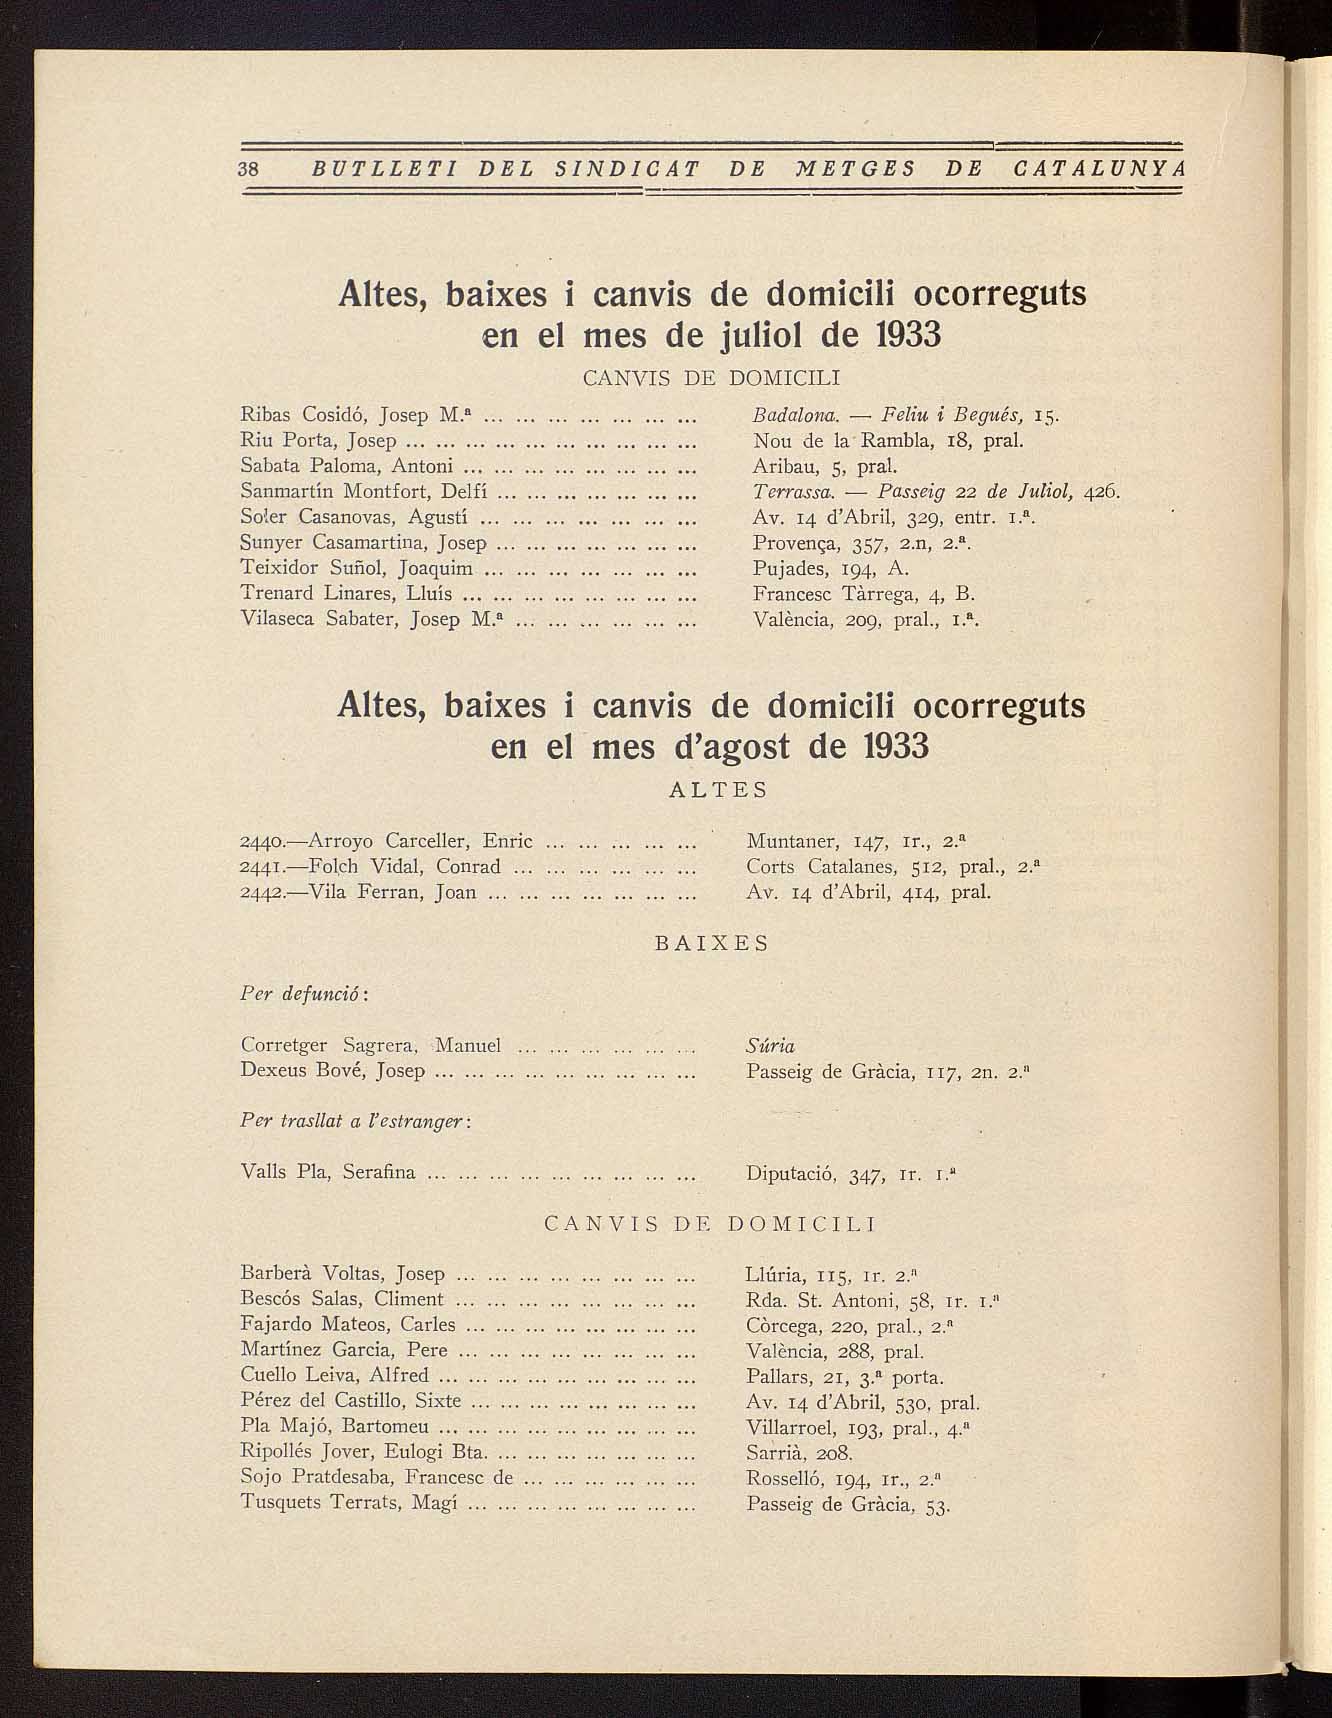 38 BUTLLETI DEL SINDICAT DE METGES DE CATALUNYA
Altes, baixes i canvis de domicili ocorreguts
en el mes de juliol de 1933
CANVIS DE DOMICILI
Ribas Cosidó, Josep M.ª ... ... ... ... ... ... ... Badalona. — Feliu i Begués, 15.
Riu Porta, Josep ... ... ... ... ... ... ... ... ... ... Nou de la Rambla, 18, pral.
Sabata Paloma, Antoni ... ... ... ... ... ... ... ... Aribau, 5, pral.
Sanmartín Montfort, Delfí ... ... ... ... ... ... ... Terrassa. — Passeig 22 de Juliol, 426.
Soler Casanovas, Agustí ... ... ... ... ... ... ... Av. 14 d'Abril, 329, entr. 1.ª.
Sunyer Casamartina, Josep ... ... ... ... ... ... ... Provença, 357, 2.n, 2.ª.
Teixidor Suñol, Joaquim ... ... ... ... ... ... ... Pujades, 194, A.
Trenard Linares, Lluís ... ... ... ... ... ... ... ... Francesc Tàrrega, 4, B.
Vilaseca Sabater, Josep M.ª ... ... ... ... ... ... València, 209, pral., 1.ª.
Altes, baixes i canvis de domicili ocorreguts
en el mes d'agost de 1933
ALTES
2440.—Arroyo Carceller, Enric ... ... ... ... ... Muntaner, 147, 1r., 2.ª
2441.—Folch Vidal, Conrad ... ... ... ... ... ... Corts Catalanes, 512, pral., 2.ª
2442.—Vila Ferran, Joan ... ... ... ... ... ... ... Av. 14 d'Abril, 414, pral.
BAIXES
Per defunció:
Corretger Sagrera, Manuel ... ... ... ... ... ... Súria
Dexeus Bové, Josep ... ... ... ... ... ... ... ... ... Passeig de Gràcia, 117, 2n. 2.ª
Per trasllat a l'estranger:
Valls Pla, Serafina ... ... ... ... ... ... ... ... ... Diputació, 347, 1r. 1.ª
CANVIS DE DOMICILI
Barberà Voltas, Josep ... ... ... ... ... ... ... ... Llúria, 115, 1r. 2.ª
Bescós Salas, Climent ... ... ... ... ... ... ... ... Rda. St. Antoni, 58, 1r. 1.ª
Fajardo Mateos, Carles ... ... ... ... ... ... ... ... Còrcega, 220, pral., 2.ª
Martínez Garcia, Pere ... ... ... ... ... ... ... ... València, 288, pral.
Cuello Leiva, Alfred ... ... ... ... ... ... ... ... ... Pallars, 21, 3.ª porta.
Pérez del Castillo, Sixte ... ... ... ... ... ... ... ... Av. 14 d'Abril, 530, pral.
Pla Majó, Bartomeu ... ... ... ... ... ... ... ... ... Villarroel, 193, pral., 4.ª
Ripollés Jover, Eulogi Bta. ... ... ... ... ... ... ... Sarrià, 208.
Sojo Pratdesaba, Francesc de ... ... ... ... ... ... Rosselló, 194, 1r., 2.ª
Tusquets Terrats, Magí ... ... ... ... ... ... ... ... Passeig de Gràcia, 53.